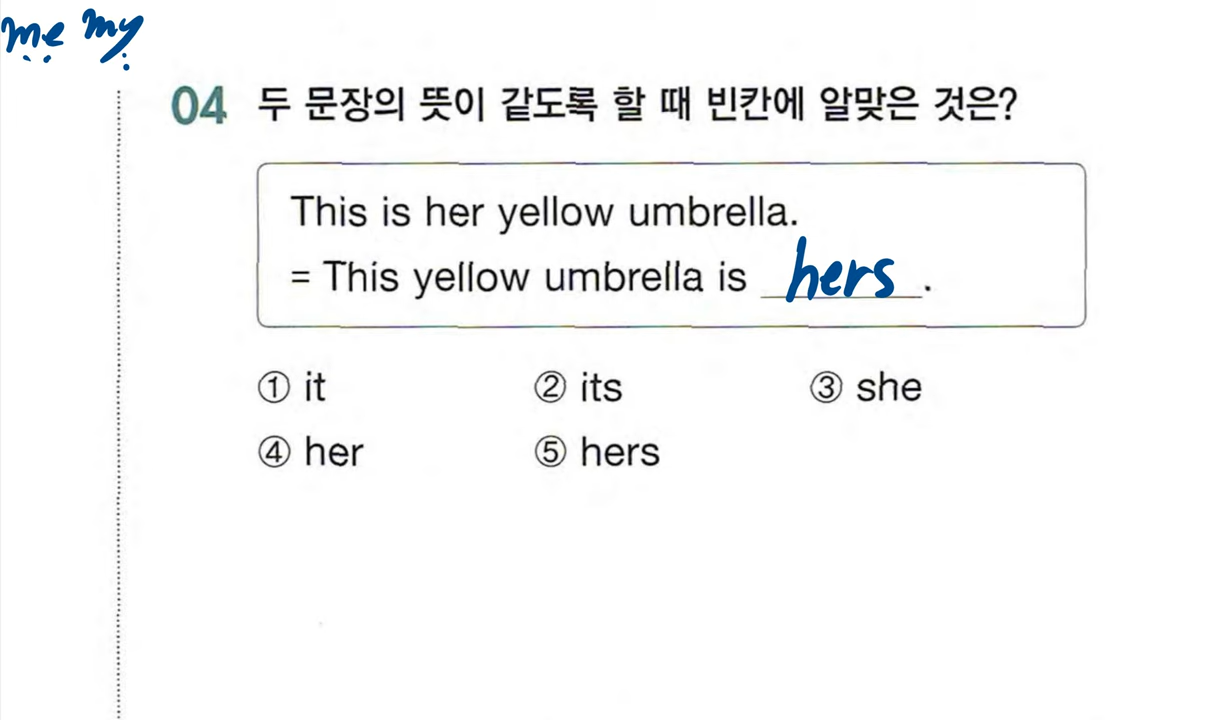 me my
04 두 문장의 뜻이 같도록 할 때 빈칸에 알맞은 것은?
This is her yellow umbrella.
= This yellow umbrella is hers.
① it ② its ③ she
④ her ⑤ hers